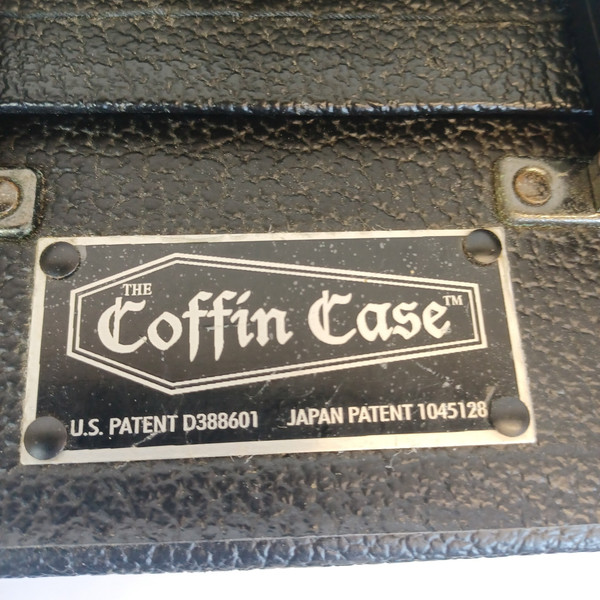 THE
Coffin Case™
U.S. PATENT D388601 JAPAN PATENT 1045128